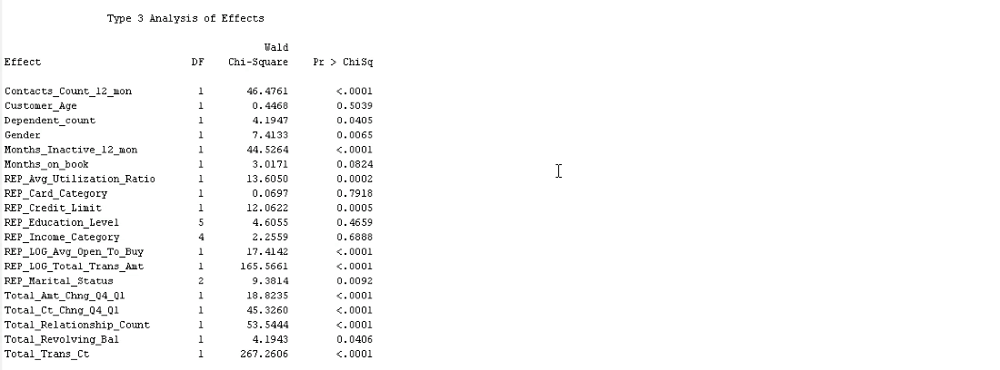 Type 3 Analysis of Effects
Wald
Effect DF Chi-Square Pr > ChiSq
Contacts_Count_12_mon 1 46.4761 <.0001
Customer_Age 1 0.4468 0.5039
Dependent_count 1 4.1947 0.0405
Gender 1 7.4133 0.0065
Months_Inactive_12_mon 1 44.5264 <.0001
Months_on_book 1 3.0171 0.0824
REP_Avg_Utilization_Ratio 1 13.6050 0.0002
REP_Card_Category 1 0.0697 0.7918
REP_Credit_Limit 1 12.0622 0.0005
REP_Education_Level 5 4.6055 0.4659
REP_Income_Category 4 2.2559 0.6888
REP_LOG_Avg_Open_To_Buy 1 17.4142 <.0001
REP_LOG_Total_Trans_Amt 1 165.5661 <.0001
REP_Marital_Status 2 9.3814 0.0092
Total_Amt_Chng_Q4_Q1 1 18.8235 <.0001
Total_Ct_Chng_Q4_Q1 1 45.3260 <.0001
Total_Relationship_Count 1 53.5444 <.0001
Total_Revolving_Bal 1 4.1943 0.0406
Total_Trans_Ct 1 267.2606 <.0001